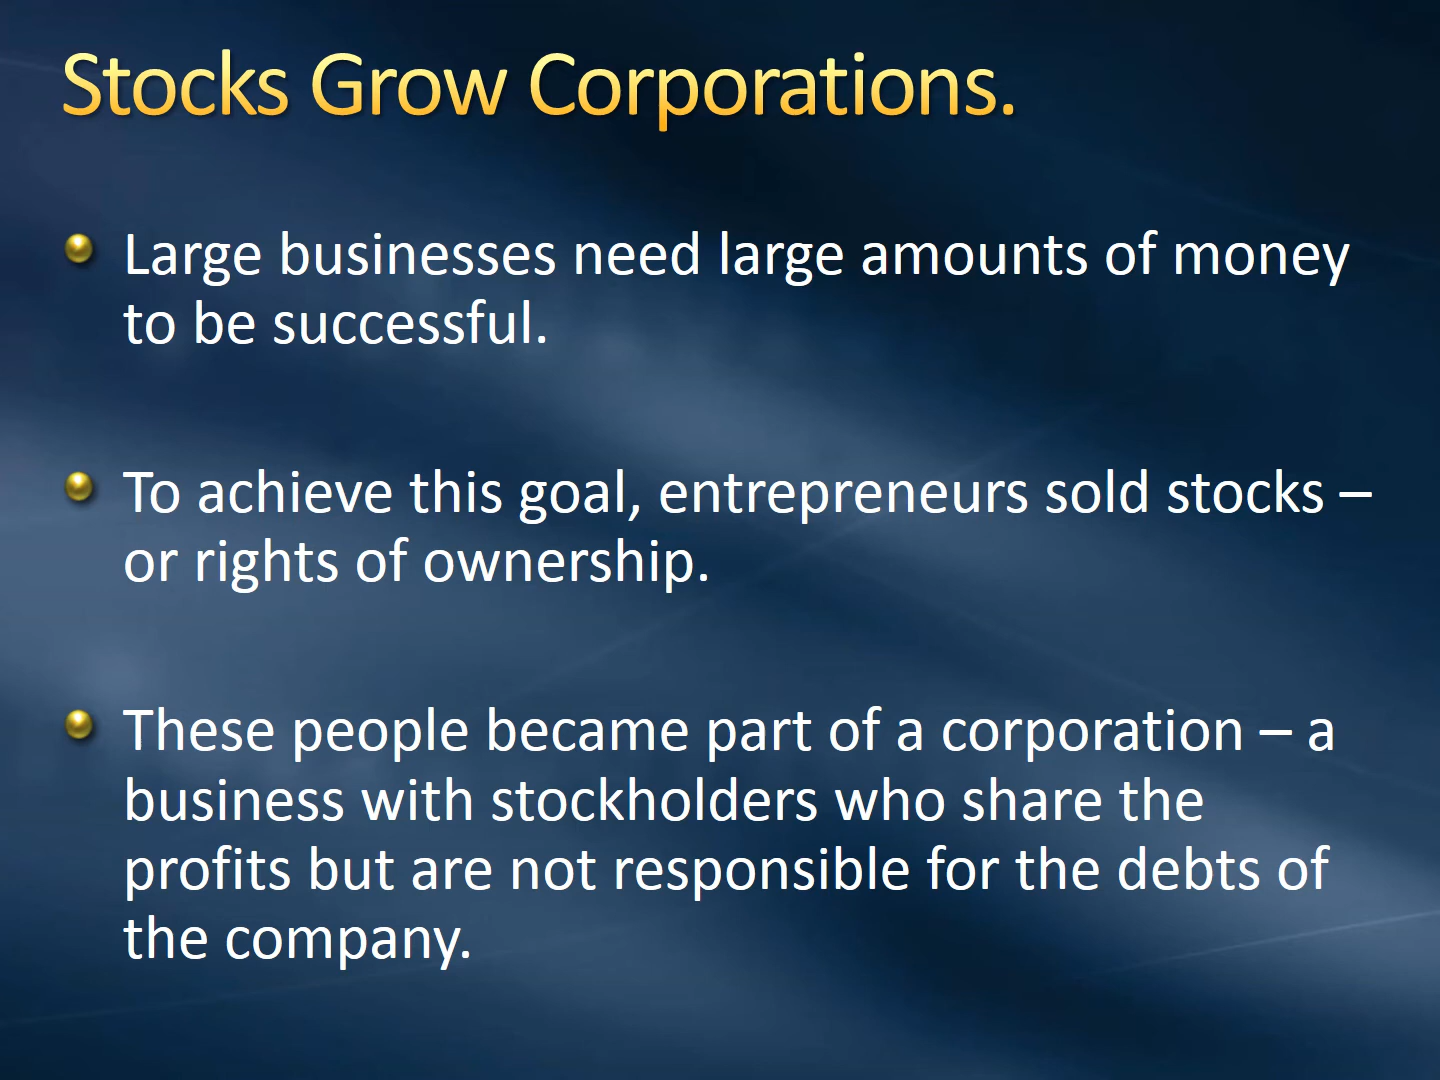 Stocks Grow Corporations.
Large businesses need large amounts of money
to be successful.
To achieve this goal, entrepreneurs sold stocks –
or rights of ownership.
These people became part of a corporation – a
business with stockholders who share the
profits but are not responsible for the debts of
the company.